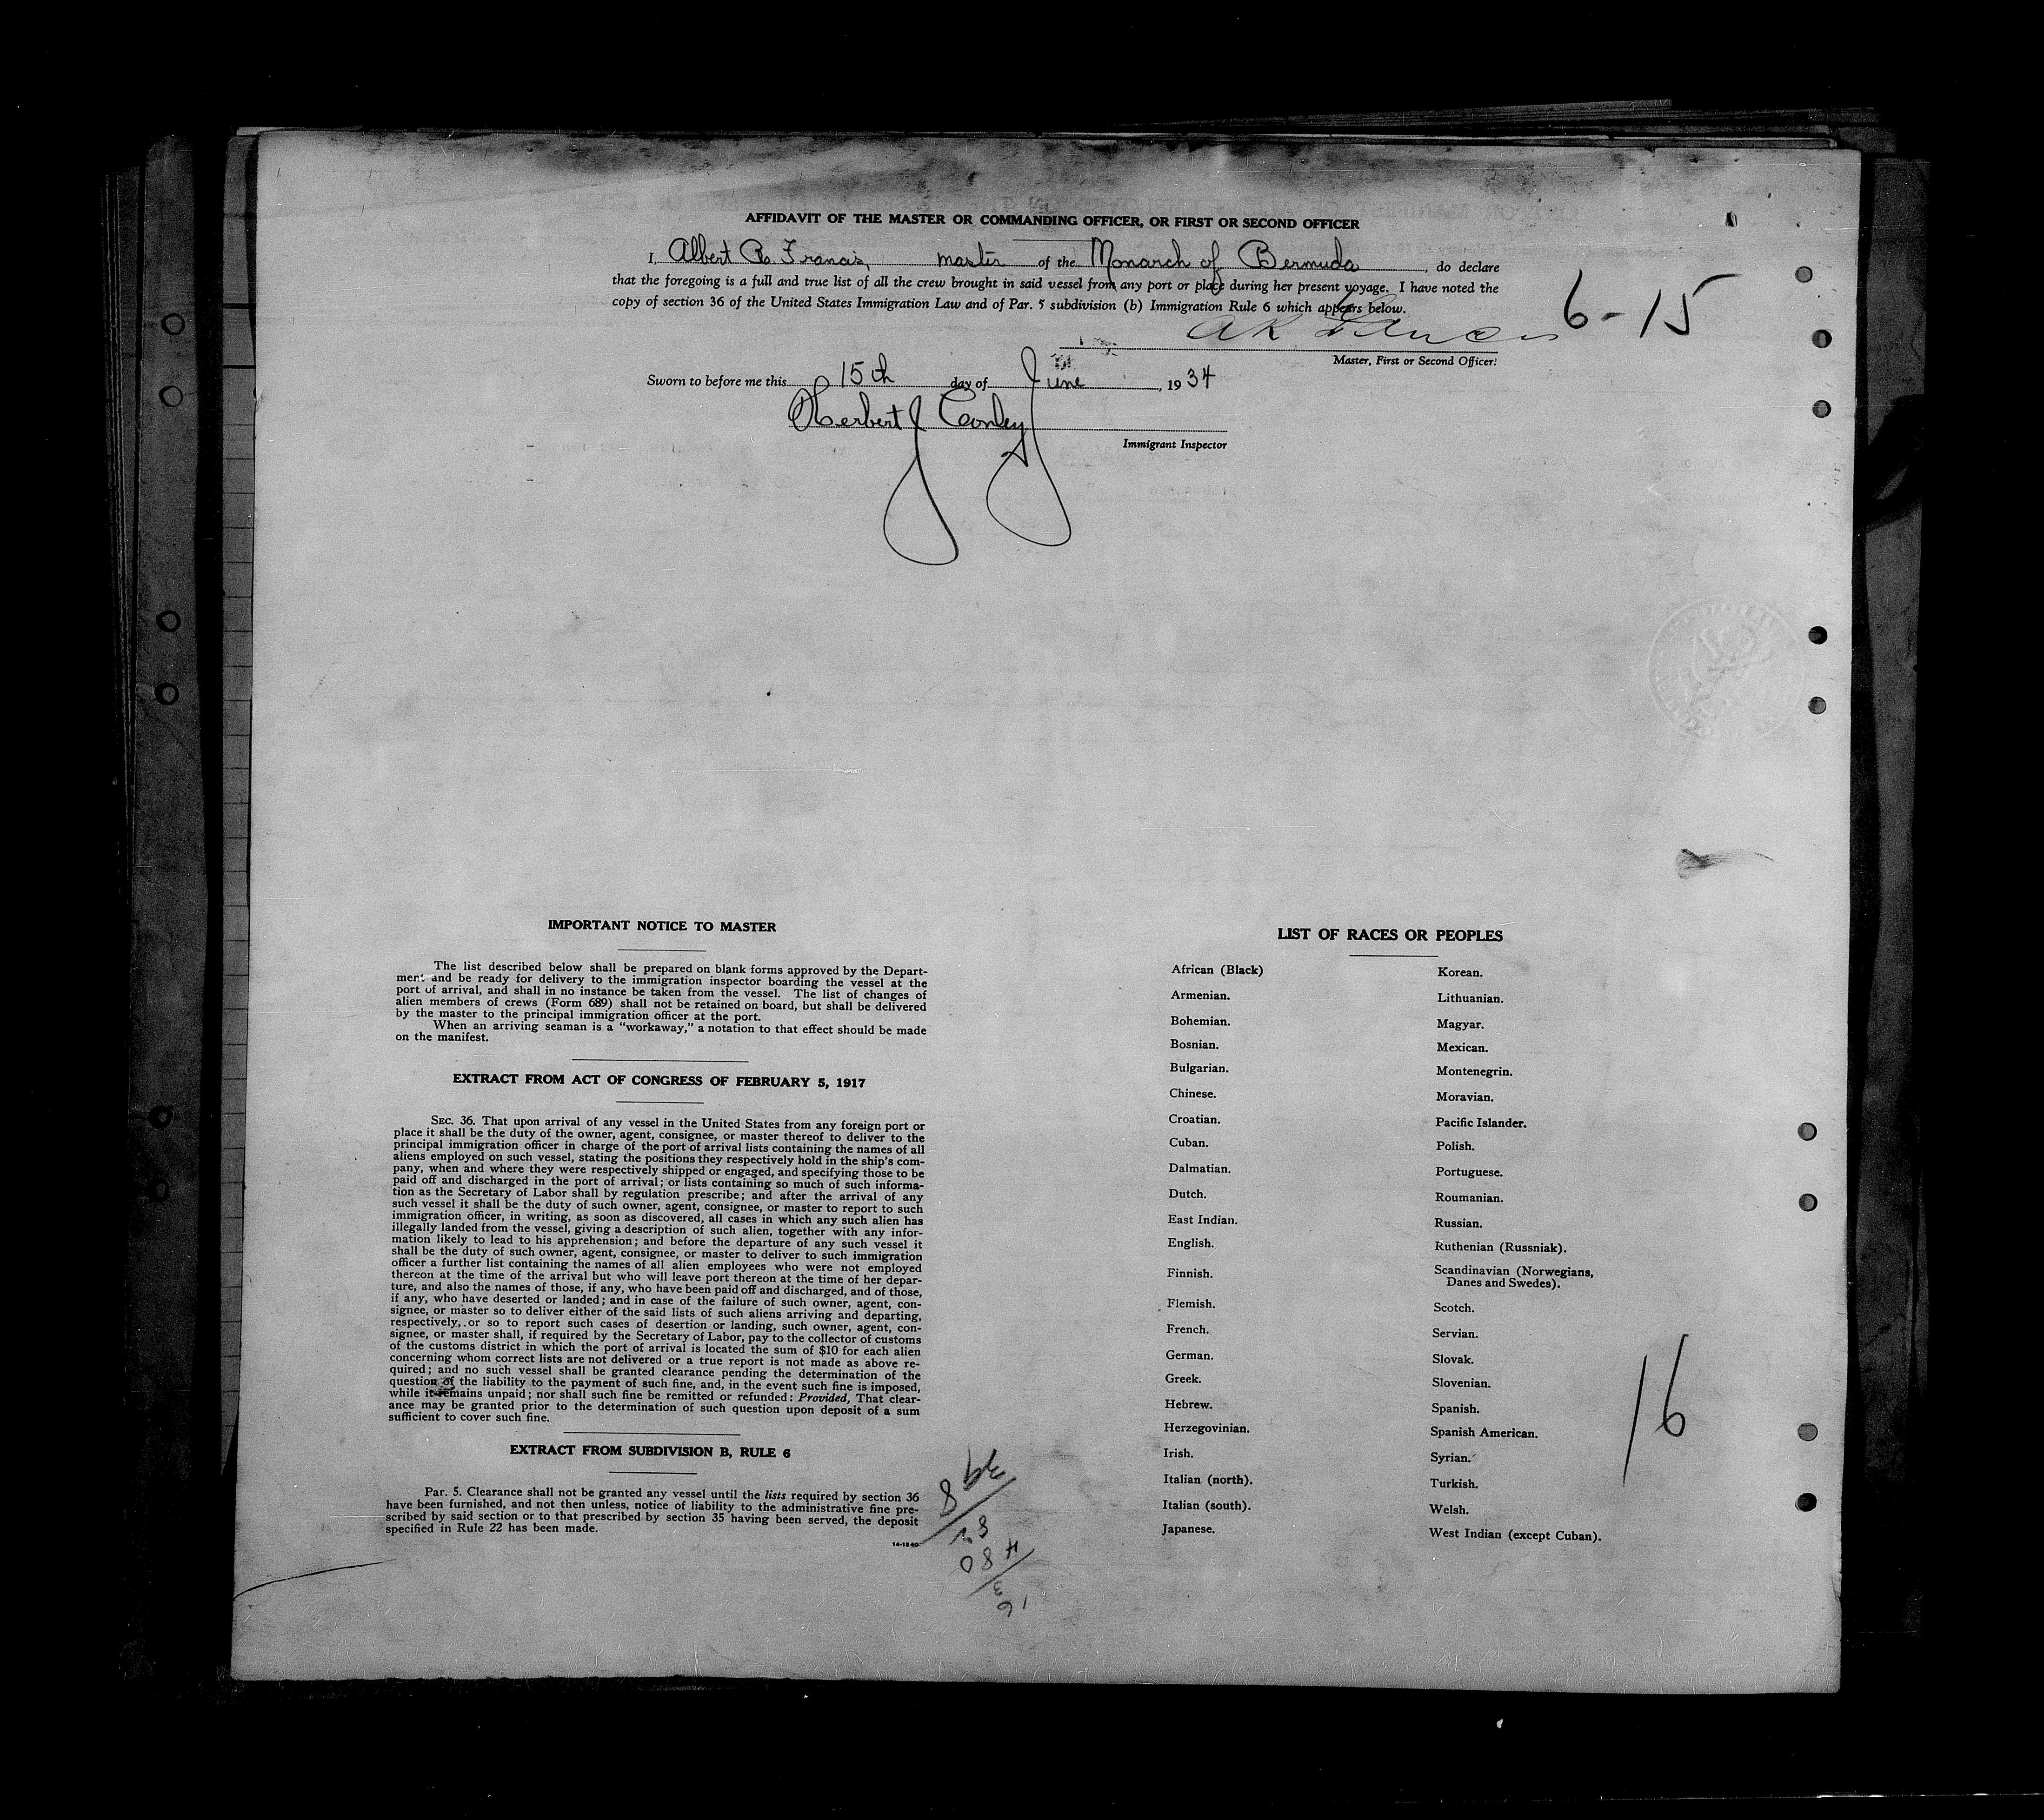 AFFIDAVIT OF THE MASTER OR COMMANDING OFFICER, OR FIRST OR SECOND OFFICER
I, Albert R. Francis, master of the Monarch of Bermuda, do declare
that the foregoing is a full and true list of all the crew brought in said vessel from any port or place during her present voyage. I have noted the
copy of section 36 of the United States Immigration Law and of Par. 5 subdivision (b) Immigration Rule 6 which appears below.
6-15
A R Francis
Master, First or Second Officer.
Sworn to before me this 15th day of June, 1934
Herbert J Conley
Immigrant Inspector
IMPORTANT NOTICE TO MASTER
The list described below shall be prepared on blank forms approved by the Depart-
ment and be ready for delivery to the immigration inspector boarding the vessel at the
port of arrival, and shall in no instance be taken from the vessel. The list of changes of
alien members of crews (Form 689) shall not be retained on board, but shall be delivered
by the master to the principal immigration officer at the port.
When an arriving seaman is a "workaway," a notation to that effect should be made
on the manifest.
EXTRACT FROM ACT OF CONGRESS OF FEBRUARY 5, 1917
SEC. 36. That upon arrival of any vessel in the United States from any foreign port or
place it shall be the duty of the owner, agent, consignee, or master thereof to deliver to the
principal immigration officer in charge of the port of arrival lists containing the names of all
aliens employed on such vessel, stating the positions they respectively hold in the ship's com-
pany, when and where they were respectively shipped or engaged, and specifying those to be
paid off and discharged in the port of arrival; or lists containing so much of such informa-
tion as the Secretary of Labor shall by regulation prescribe; and after the arrival of any
such vessel it shall be the duty of such owner, agent, consignee, or master to report to such
immigration officer, in writing, as soon as discovered, all cases in which any such alien has
illegally landed from the vessel, giving a description of such alien, together with any infor-
mation likely to lead to his apprehension; and before the departure of any such vessel it
shall be the duty of such owner, agent, consignee, or master to deliver to such immigration
officer a further list containing the names of all alien employees who were not employed
thereon at the time of the arrival but who will leave port thereon at the time of her depar-
ture, and also the names of those, if any, who have been paid off and discharged, and of those,
if any, who have deserted or landed; and in case of the failure of such owner, agent, con-
signee, or master so to deliver either of the said lists of such aliens arriving and departing,
respectively, or so to report such cases of desertion or landing, such owner, agent, con-
signee, or master shall, if required by the Secretary of Labor, pay to the collector of customs
of the customs district in which the port of arrival is located the sum of $10 for each alien
concerning whom correct lists are not delivered or a true report is not made as above re-
quired; and no such vessel shall be granted clearance pending the determination of the
question of the liability to the payment of such fine, and, in the event such fine is imposed,
while it remains unpaid; nor shall such fine be remitted or refunded: Provided, That clear-
ance may be granted prior to the determination of such question upon deposit of a sum
sufficient to cover such fine.
EXTRACT FROM SUBDIVISION B, RULE 6
Par. 5. Clearance shall not be granted any vessel until the lists required by section 36
have been furnished, and not then unless, notice of liability to the administrative fine pre-
scribed by said section or to that prescribed by section 35 having been served, the deposit
specified in Rule 22 has been made.
LIST OF RACES OR PEOPLES
African (Black)
Armenian.
Bohemian.
Bosnian.
Bulgarian.
Chinese.
Croatian.
Cuban.
Dalmatian.
Dutch.
East Indian.
English.
Finnish.
Flemish.
French.
German.
Greek.
Hebrew.
Herzegovinian.
Irish.
Italian (north).
Italian (south).
Japanese.
Korean.
Lithuanian.
Magyar.
Mexican.
Montenegrin.
Moravian.
Pacific Islander.
Polish.
Portuguese.
Roumanian.
Russian.
Ruthenian (Russniak).
Scandinavian (Norwegians,
Danes and Swedes).
Scotch.
Servian.
Slovak.
Slovenian.
Spanish.
Spanish American.
Syrian.
Turkish.
Welsh.
West Indian (except Cuban).
16